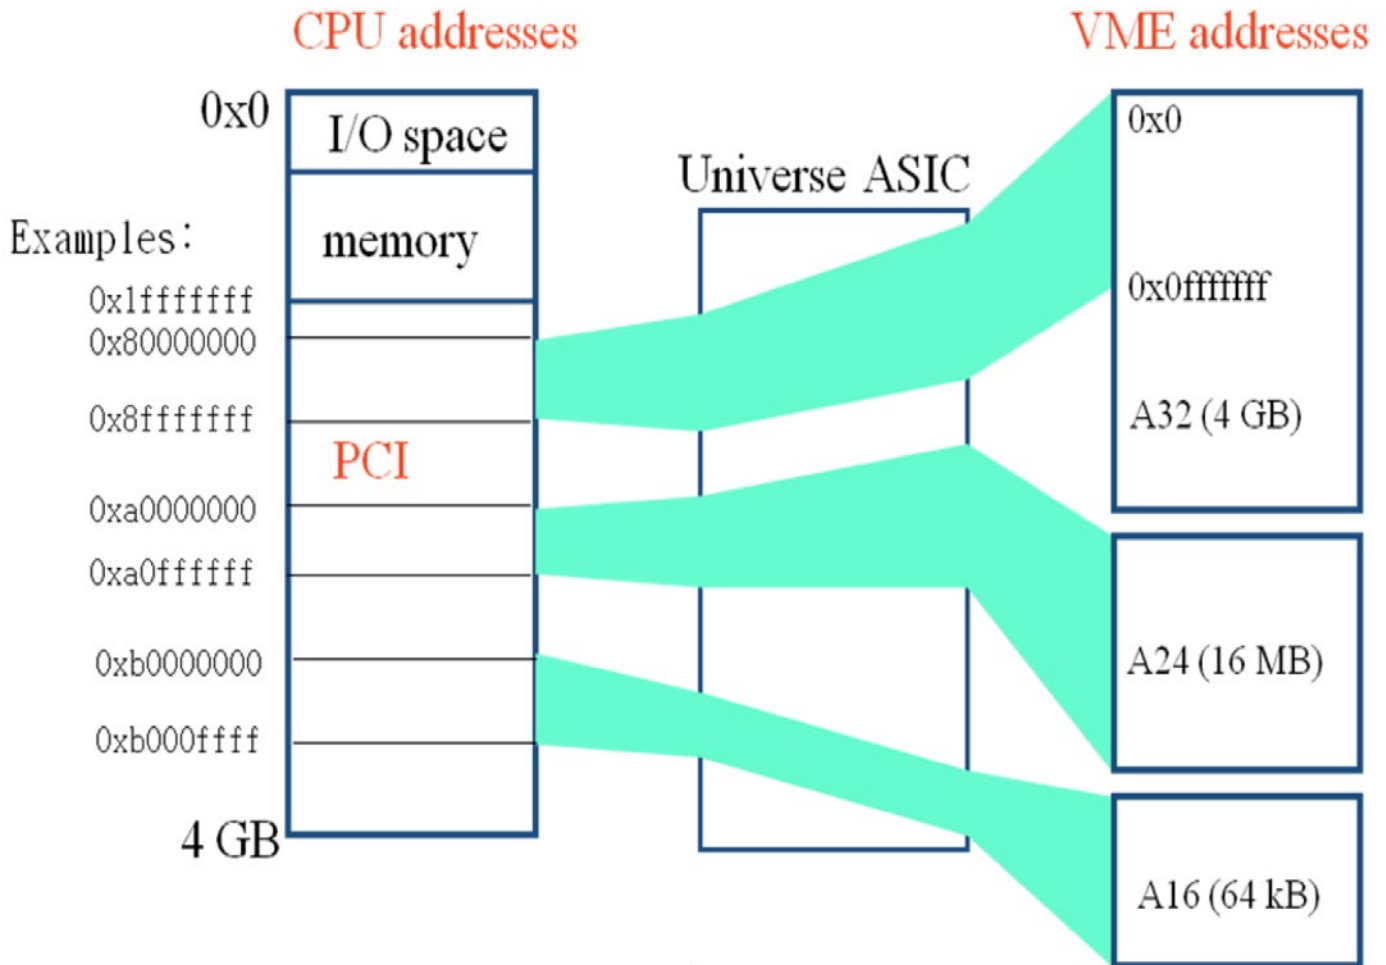 CPU addresses
VME addresses
0x0
I/O space
0x0
Universe ASIC
Examples:
memory
0x1fffffff
0x0fffffff
0x80000000
0x8fffffff
A32 (4 GB)
PCI
0xa0000000
0xa0ffffff
0xb0000000
A24 (16 MB)
0xb000ffff
4 GB
A16 (64 kB)